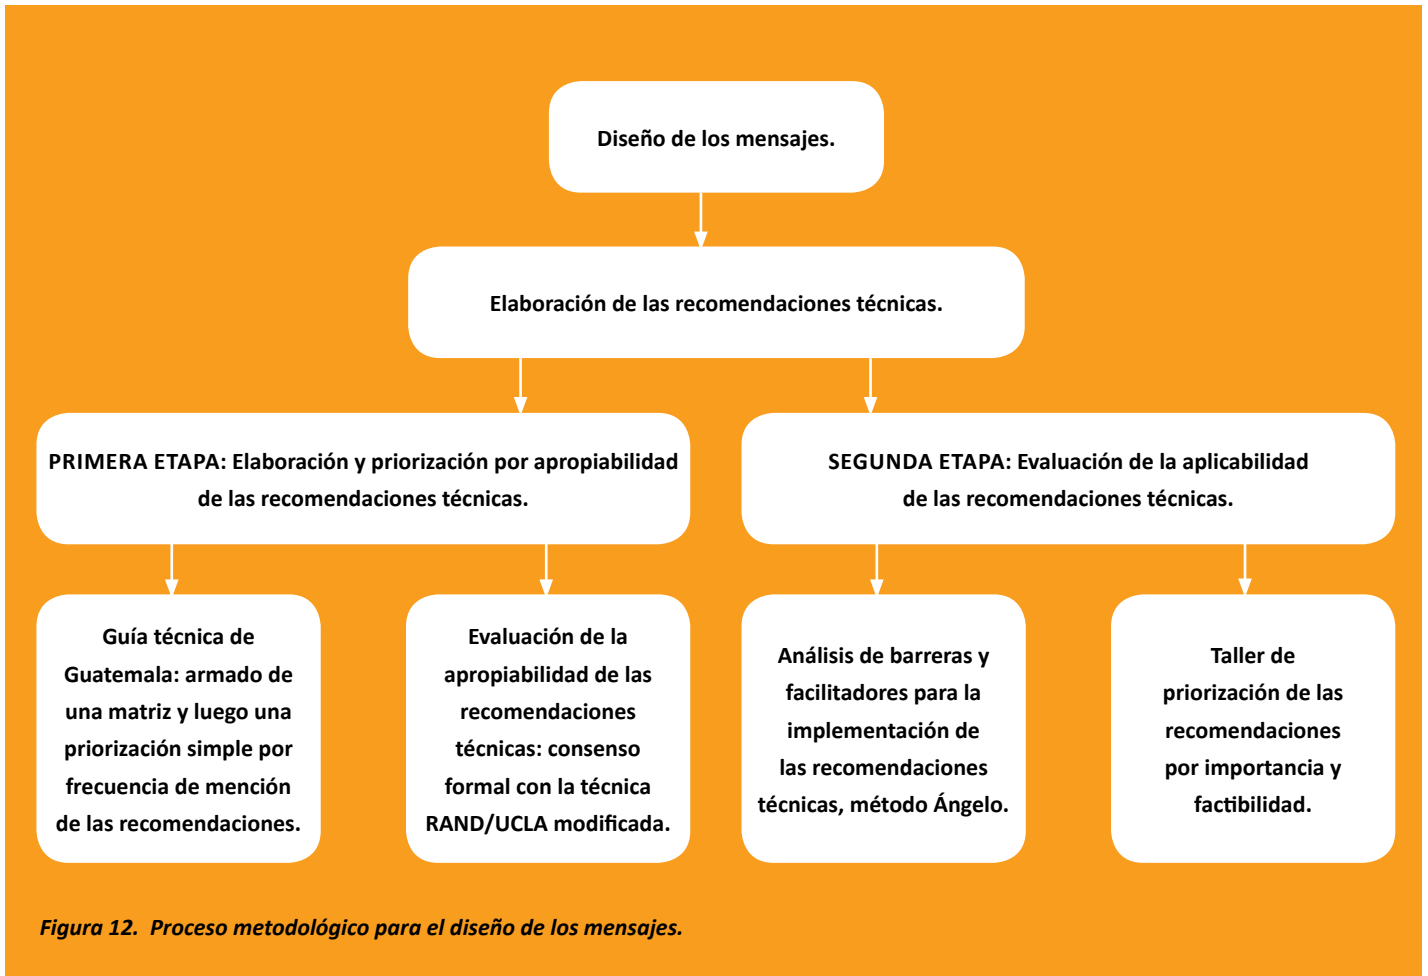 Diseño de los mensajes.
Elaboración de las recomendaciones técnicas.
PRIMERA ETAPA: Elaboración y priorización por apropiabilidad
de las recomendaciones técnicas.
SEGUNDA ETAPA: Evaluación de la aplicabilidad
de las recomendaciones técnicas.
Guía técnica de
Guatemala: armado de
una matriz y luego una
priorización simple por
frecuencia de mención
de las recomendaciones.
Evaluación de la
apropiabilidad de las
recomendaciones
técnicas: consenso
formal con la técnica
RAND/UCLA modificada.
Análisis de barreras y
facilitadores para la
implementación de
las recomendaciones
técnicas, método Ángelo.
Taller de
priorización de las
recomendaciones
por importancia y
factibilidad.
Figura 12. Proceso metodológico para el diseño de los mensajes.